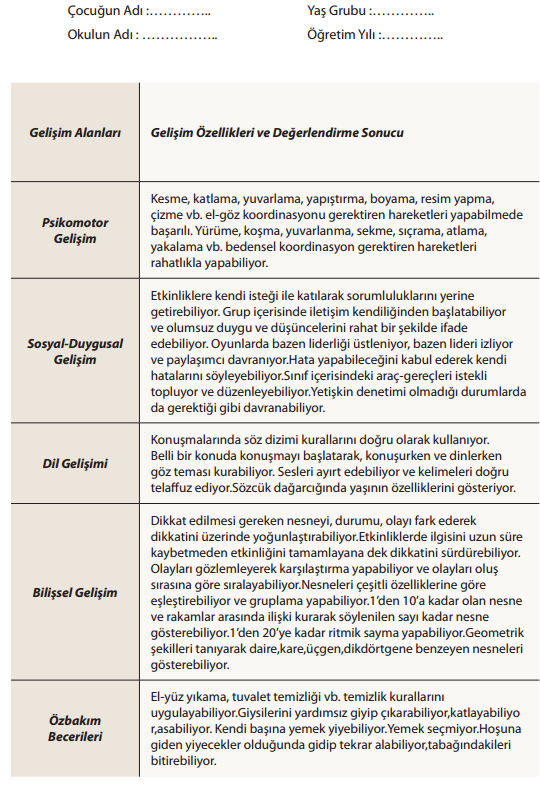 Çocuğun Adı :…………..
Yaş Grubu :…………..
Okulun Adı : ……………..
Öğretim Yılı :…………..
Gelişim Alanları
Gelişim Özellikleri ve Değerlendirme Sonucu
Psikomotor
Gelişim
Kesme, katlama, yuvarlama, yapıştırma, boyama, resim yapma,
çizme vb. el-göz koordinasyonu gerektiren hareketleri yapabilmede
başarılı. Yürüme, koşma, yuvarlanma, sekme, sıçrama, atlama,
yakalama vb. bedensel koordinasyon gerektiren hareketleri
rahatlıkla yapabiliyor.
Sosyal-Duygusal
Gelişim
Etkinliklere kendi isteği ile katılarak sorumluluklarını yerine
getirebiliyor. Grup içerisinde iletişim kendiliğinden başlatabiliyor
ve olumsuz duygu ve düşüncelerini rahat bir şekilde ifade
edebiliyor. Oyunlarda bazen liderliği üstleniyor, bazen lideri izliyor
ve paylaşımcı davranıyor.Hata yapabileceğini kabul ederek kendi
hatalarını söyleyebiliyor.Sınıf içerisindeki araç-gereçleri istekli
topluyor ve düzenleyebiliyor.Yetişkin denetimi olmadığı durumlarda
da gerektiği gibi davranabiliyor.
Dil Gelişimi
Konuşmalarında söz dizimi kurallarını doğru olarak kullanıyor.
Belli bir konuda konuşmayı başlatarak, konuşurken ve dinlerken
göz teması kurabiliyor. Sesleri ayırt edebiliyor ve kelimeleri doğru
telaffuz ediyor.Sözcük dağarcığında yaşının özelliklerini gösteriyor.
Bilişsel Gelişim
Dikkat edilmesi gereken nesneyi, durumu, olayı fark ederek
dikkatini üzerinde yoğunlaştırabiliyor.Etkinliklerde ilgisini uzun süre
kaybetmeden etkinliğini tamamlayana dek dikkatini sürdürebiliyor.
Olayları gözlemleyerek karşılaştırma yapabiliyor ve olayları oluş
sırasına göre sıralayabiliyor.Nesneleri çeşitli özelliklerine göre
eşleştirebiliyor ve gruplama yapabiliyor.1’den 10’a kadar olan nesne
ve rakamlar arasında ilişki kurarak söylenilen sayı kadar nesne
gösterebiliyor.1’den 20’ye kadar ritmik sayma yapabiliyor.Geometrik
şekilleri tanıyarak daire,kare,üçgen,dikdörtgene benzeyen nesneleri
gösterebiliyor.
Özbakım
Becerileri
El-yüz yıkama, tuvalet temizliği vb. temizlik kurallarını
uygulayabiliyor.Giysilerini yardımsız giyip çıkarabiliyor,katlayabiliyo
r,asabiliyor. Kendi başına yemek yiyebiliyor.Yemek seçmiyor.Hoşuna
giden yiyecekler olduğunda gidip tekrar alabiliyor,tabağındakileri
bitirebiliyor.